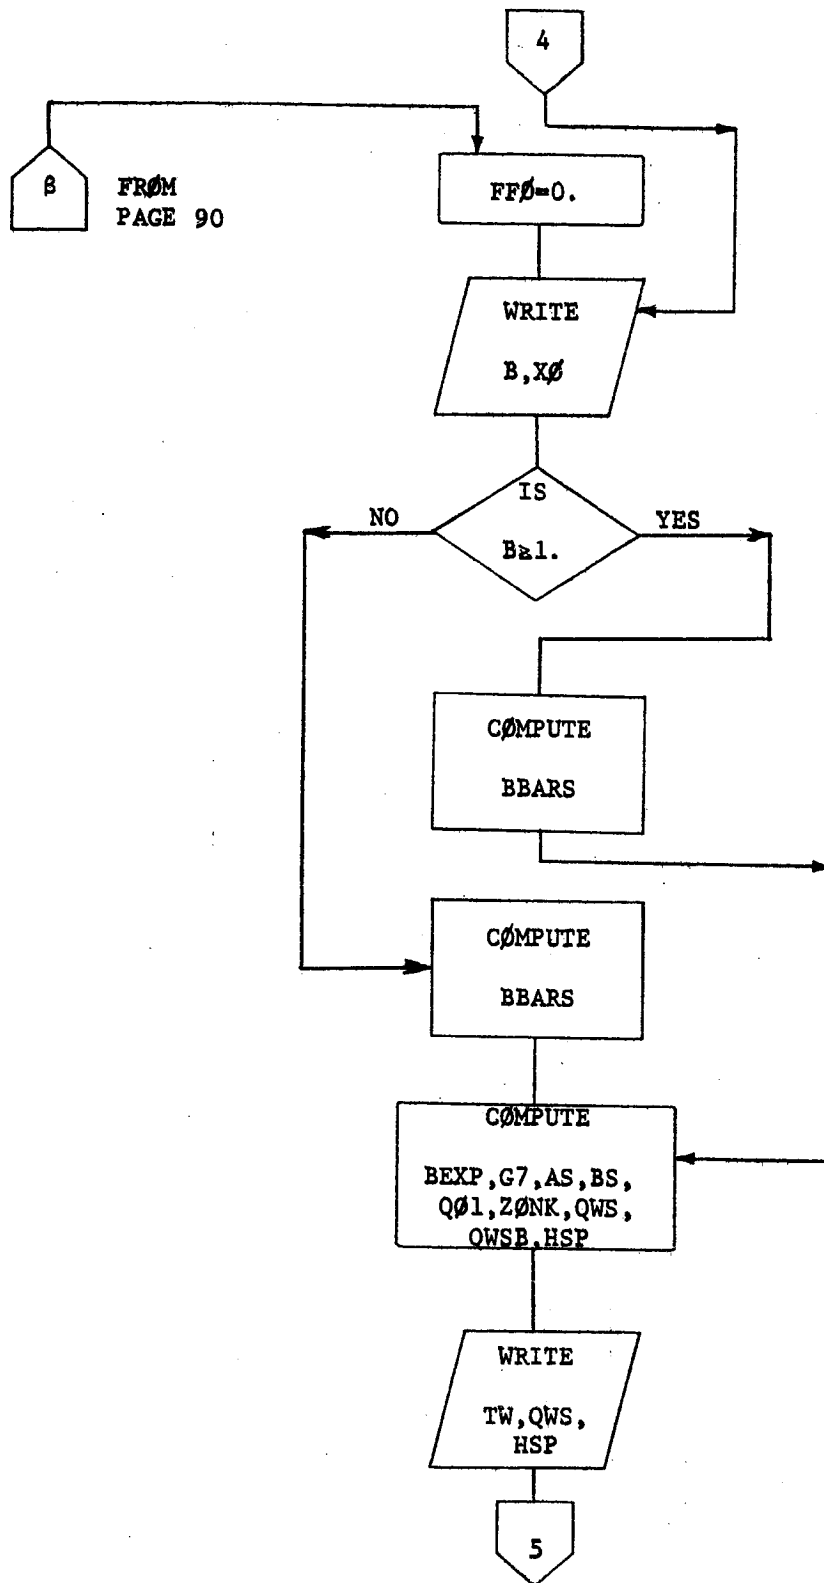 4
β
FRØM
PAGE 90
FFØ=0.
WRITE
B,XØ
IS
NO
YES
B≥1.
CØMPUTE
BBARS
CØMPUTE
BBARS
CØMPUTE
BEXP,G7,AS,BS,
QØ1,ZØNK,QWS,
QWSB,HSP
WRITE
TW,QWS,
HSP
5